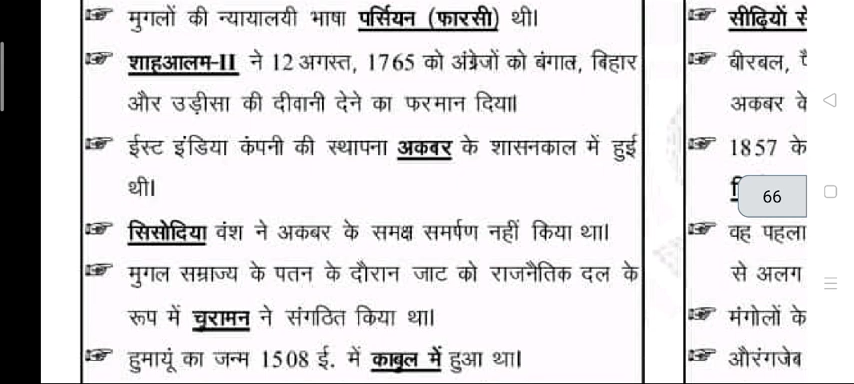 ☞ मुगलों की न्यायालयी भाषा पर्सियन (फारसी) थी।
☞ शाहआलम-II ने 12 अगस्त, 1765 को अंग्रेजों को बंगाल, बिहार
और उड़ीसा की दीवानी देने का फरमान दिया।
☞ ईस्ट इंडिया कंपनी की स्थापना अकबर के शासनकाल में हुई
थी।
☞ सिसोदिया वंश ने अकबर के समक्ष समर्पण नहीं किया था।
☞ मुगल सम्राज्य के पतन के दौरान जाट को राजनैतिक दल के
रूप में चुरामन ने संगठित किया था।
☞ हुमायूं का जन्म 1508 ई. में काबुल में हुआ था।
☞ सीढ़ियों से
☞ बीरबल,
अकबर के
☞ 1857 के
66
☞ वह पहला
से अलग
☞ मंगोलों के
☞ औरंगजेब